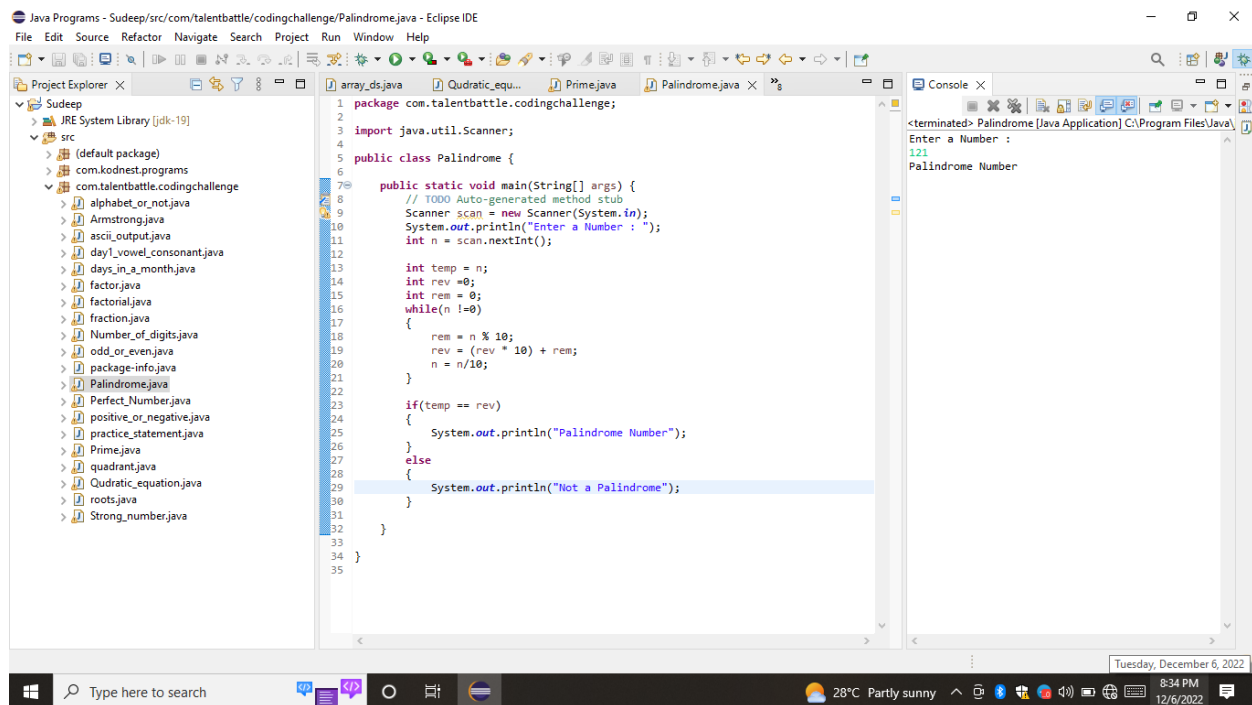 Java Programs - Sudeep/src/com/talentbattle/codingchallenge/Palindrome.java - Eclipse IDE
File Edit Source Refactor Navigate Search Project Run Window Help
Project Explorer
Sudeep
JRE System Library [jdk-19]
src
(default package)
com.kodnest.programs
com.talentbattle.codingchallenge
alphabet_or_not.java
Armstrong.java
ascii_output.java
day1_vowel_consonant.java
days_in_a_month.java
factor.java
factorial.java
fraction.java
Number_of_digits.java
odd_or_even.java
package-info.java
Palindrome.java
Perfect_Number.java
positive_or_negative.java
practice_statement.java
Prime.java
quadrant.java
Qudratic_equation.java
roots.java
Strong_number.java
array_ds.java Qudratic_equ... Prime.java Palindrome.java »8
1 package com.talentbattle.codingchallenge;
2
3 import java.util.Scanner;
4
5 public class Palindrome {
6
7 public static void main(String[] args) {
8 // TODO Auto-generated method stub
9 Scanner scan = new Scanner(System.in);
10 System.out.println("Enter a Number : ");
11 int n = scan.nextInt();
12
13 int temp = n;
14 int rev =0;
15 int rem = 0;
16 while(n !=0)
17 {
18 rem = n % 10;
19 rev = (rev * 10) + rem;
20 n = n/10;
21 }
22
23 if(temp == rev)
24 {
25 System.out.println("Palindrome Number");
26 }
27 else
28 {
29 System.out.println("Not a Palindrome");
30 }
31
32 }
33
34 }
35
Console
<terminated> Palindrome [Java Application] C:\Program Files\Java\
Enter a Number :
121
Palindrome Number
Tuesday, December 6, 2022
Type here to search
28°C Partly sunny
8:34 PM
12/6/2022